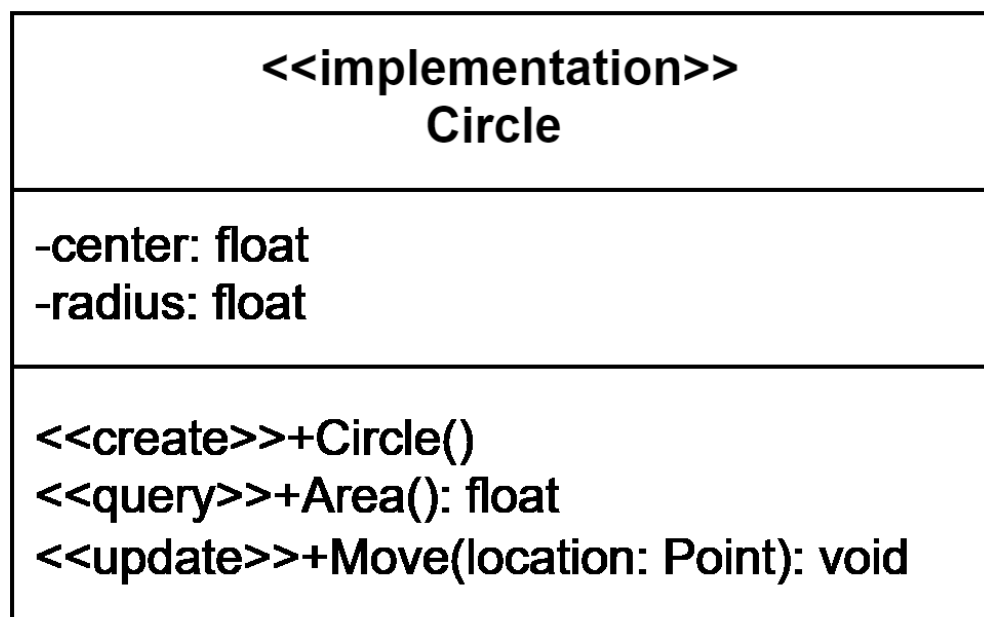 <<implementation>>
Circle
-center: float
-radius: float
<<create>>+Circle()
<<query>>+Area(): float
<<update>>+Move(location: Point): void